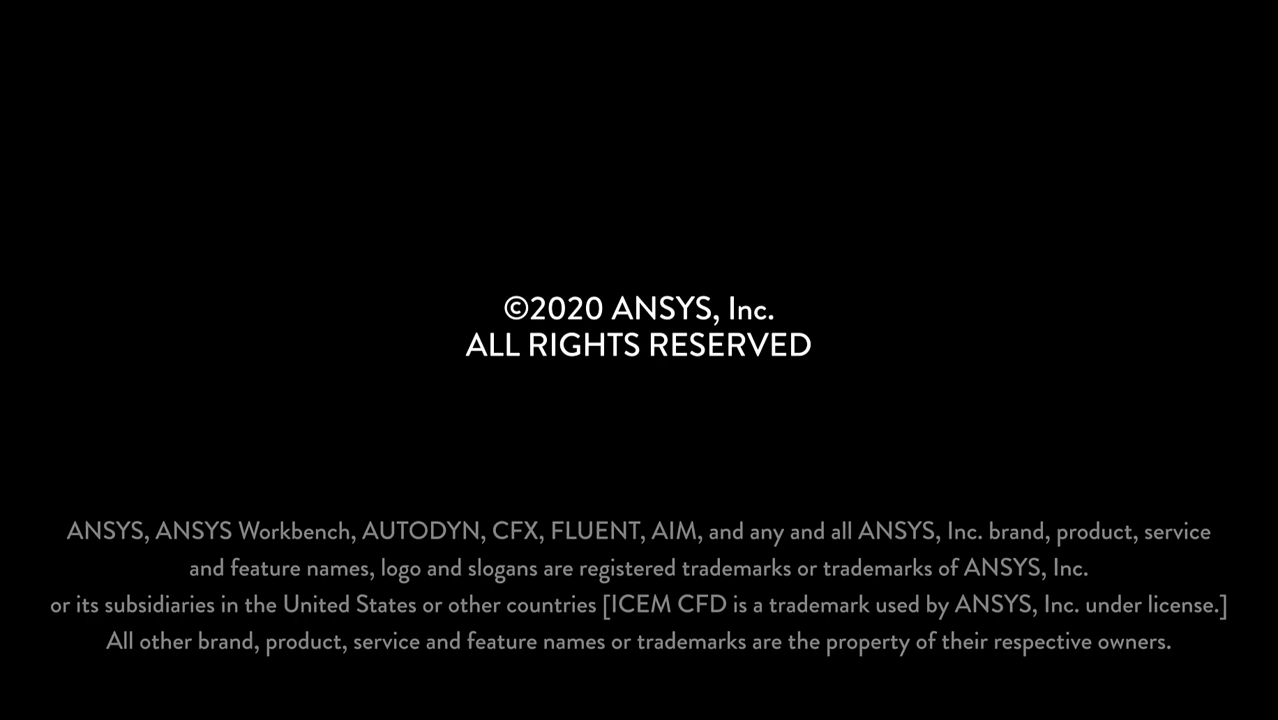 ©2020 ANSYS, Inc.
ALL RIGHTS RESERVED
ANSYS, ANSYS Workbench, AUTODYN, CFX, FLUENT, AIM, and any and all ANSYS, Inc. brand, product, service
and feature names, logo and slogans are registered trademarks or trademarks of ANSYS, Inc.
or its subsidiaries in the United States or other countries [ICEM CFD is a trademark used by ANSYS, Inc. under license.]
All other brand, product, service and feature names or trademarks are the property of their respective owners.